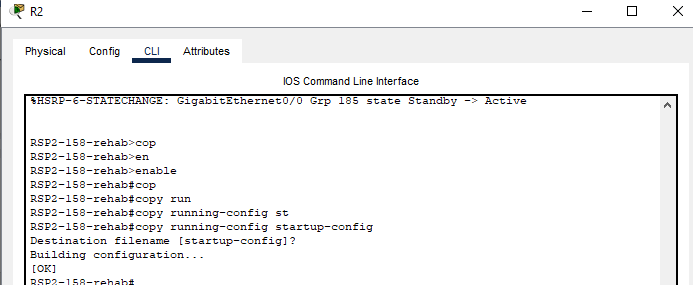 R2
Physical Config CLI Attributes
IOS Command Line Interface
%HSRP-6-STATECHANGE: GigabitEthernet0/0 Grp 185 state Standby -> Active
RSP2-158-rehab>cop
RSP2-158-rehab>en
RSP2-158-rehab>enable
RSP2-158-rehab#cop
RSP2-158-rehab#copy run
RSP2-158-rehab#copy running-config st
RSP2-158-rehab#copy running-config startup-config
Destination filename [startup-config]?
Building configuration...
[OK]
RSP2-158-rehab#